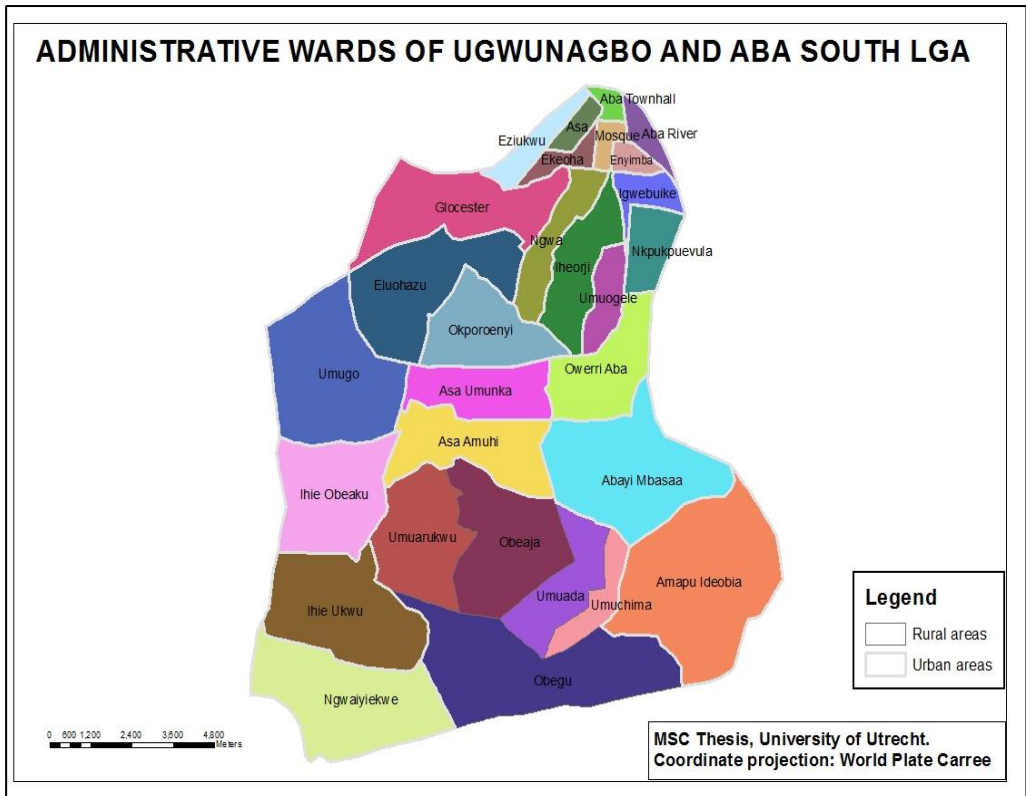 ADMINISTRATIVE WARDS OF UGWUNAGBO AND ABA SOUTH LGA
Aba Townhall
Asa
Mosque
Aba River
Eziukwu
Ekeoha
Enyimba
Igwebuike
Glocester
Ngwa
Nkpukpuevula
Iheorji
Eluohazu
Umuogele
Okporoenyi
Umugo
Owerri Aba
Asa Umunka
Asa Amuhi
Abayi Mbasaa
Ihie Obeaku
Umuarukwu
Obeaja
Amapu Ideobia
Umuada
Umuchima
Ihie Ukwu
Obegu
Ngwaiyiekwe
Legend
Rural areas
Urban areas
0 600 1,200 2,400 3,600 4,800
Meters
MSC Thesis, University of Utrecht.
Coordinate projection: World Plate Carree